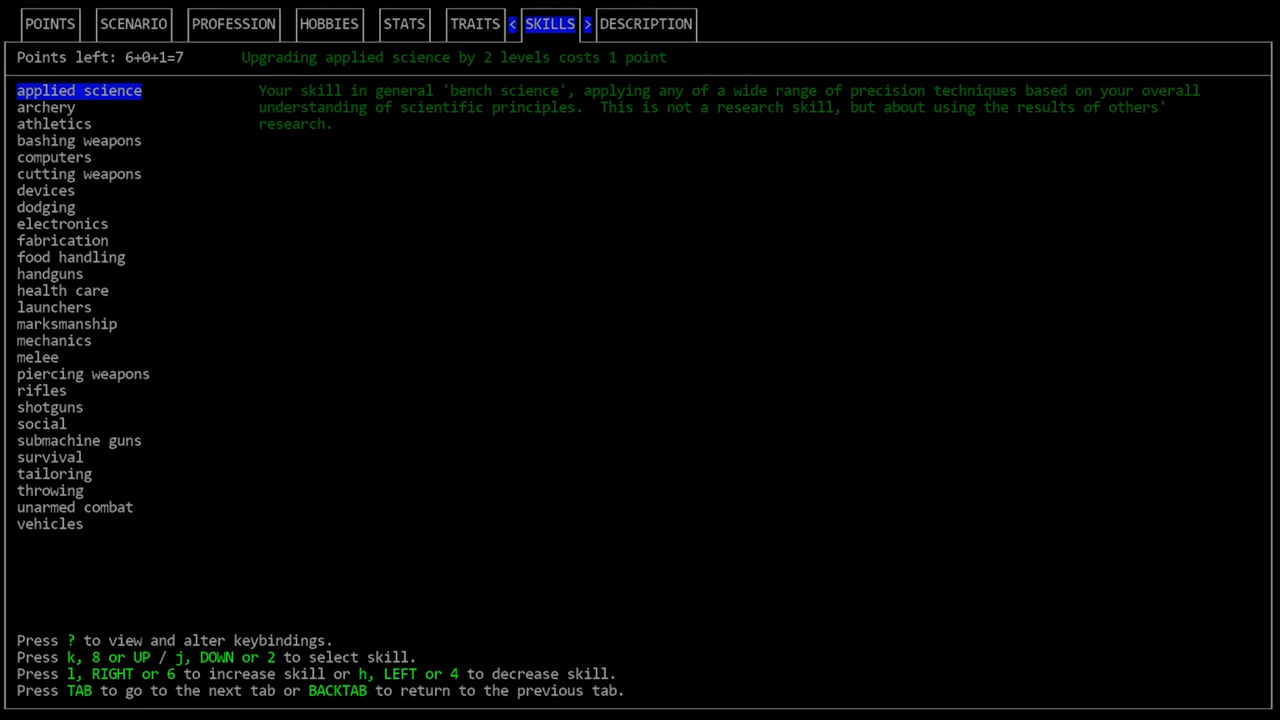 POINTS SCENARIO PROFESSION HOBBIES STATS TRAITS < SKILLS > DESCRIPTION
Points left: 6+0+1=7 Upgrading applied science by 2 levels costs 1 point
applied science Your skill in general 'bench science', applying any of a wide range of precision techniques based on your overall
archery understanding of scientific principles.  This is not a research skill, but about using the results of others'
athletics research.
bashing weapons
computers
cutting weapons
devices
dodging
electronics
fabrication
food handling
handguns
health care
launchers
marksmanship
mechanics
melee
piercing weapons
rifles
shotguns
social
submachine guns
survival
tailoring
throwing
unarmed combat
vehicles
Press ? to view and alter keybindings.
Press k, 8 or UP / j, DOWN or 2 to select skill.
Press l, RIGHT or 6 to increase skill or h, LEFT or 4 to decrease skill.
Press TAB to go to the next tab or BACKTAB to return to the previous tab.